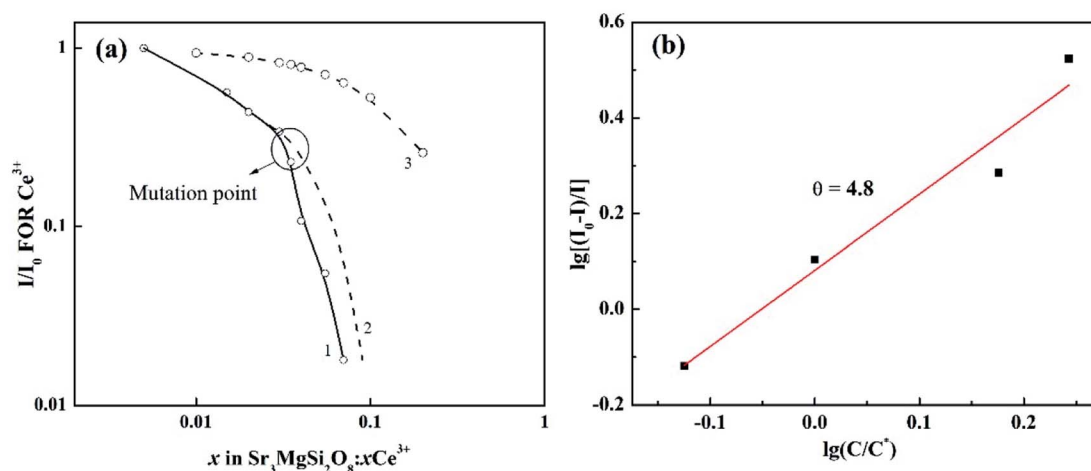 (a)
1
0.1
0.01
I/I₀ FOR Ce³⁺
Mutation point
1
2
3
0.01
0.1
1
x in Sr₃MgSi₂O₈:xCe³⁺
(b)
0.6
0.4
0.2
0.0
-0.2
lg[(I₀-I)/I]
θ = 4.8
-0.1
0.0
0.1
0.2
lg(C/C*)